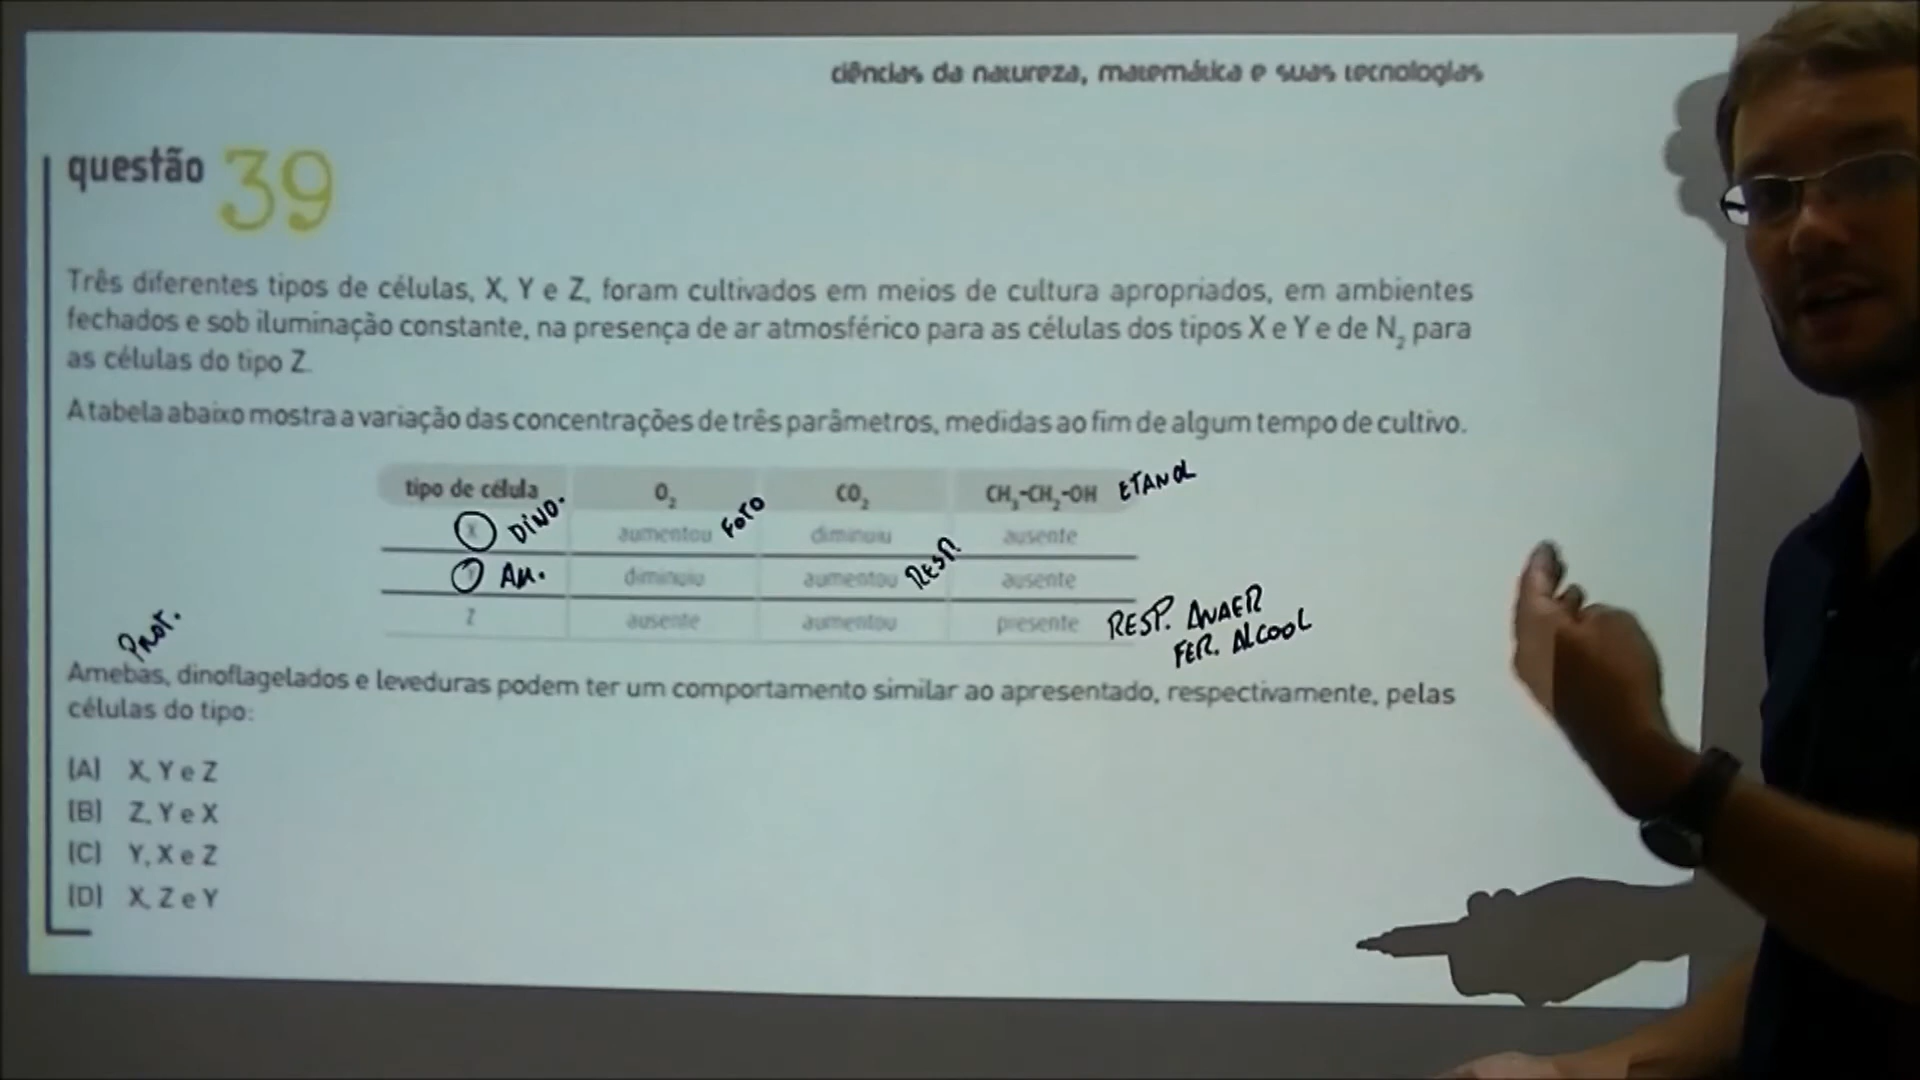 ciências da natureza, matemática e suas tecnologias
questão 39
Três diferentes tipos de células, X, Y e Z, foram cultivados em meios de cultura apropriados, em ambientes
fechados e sob iluminação constante, na presença de ar atmosférico para as células dos tipos X e Y e de N₂ para
as células do tipo Z.
A tabela abaixo mostra a variação das concentrações de três parâmetros, medidas ao fim de algum tempo de cultivo.
tipo de célula O₂ CO₂ CH₃-CH₂-OH ETANOL
X DINO. aumentou FOTO diminuiu ausente
Y AM. diminuiu aumentou RESP. ausente
Z ausente aumentou presente RESP. ANAER
FER. ALCOOL
PROT.
Amebas, dinoflagelados e leveduras podem ter um comportamento similar ao apresentado, respectivamente, pelas
células do tipo:
(A) X, Y e Z
(B) Z, Y e X
(C) Y, X e Z
(D) X, Z e Y